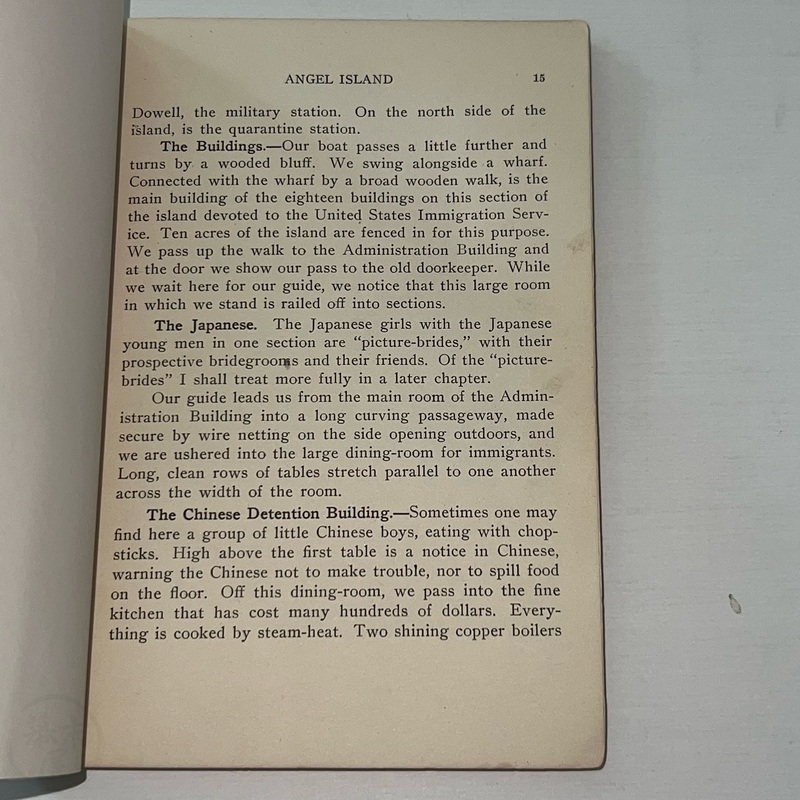 ANGEL ISLAND 15
Dowell, the military station. On the north side of the
island, is the quarantine station.
The Buildings.—Our boat passes a little further and
turns by a wooded bluff. We swing alongside a wharf.
Connected with the wharf by a broad wooden walk, is the
main building of the eighteen buildings on this section of
the island devoted to the United States Immigration Serv-
ice. Ten acres of the island are fenced in for this purpose.
We pass up the walk to the Administration Building and
at the door we show our pass to the old doorkeeper. While
we wait here for our guide, we notice that this large room
in which we stand is railed off into sections.
The Japanese. The Japanese girls with the Japanese
young men in one section are “picture-brides,” with their
prospective bridegrooms and their friends. Of the “picture-
brides” I shall treat more fully in a later chapter.
Our guide leads us from the main room of the Admin-
istration Building into a long curving passageway, made
secure by wire netting on the side opening outdoors, and
we are ushered into the large dining-room for immigrants.
Long, clean rows of tables stretch parallel to one another
across the width of the room.
The Chinese Detention Building.—Sometimes one may
find here a group of little Chinese boys, eating with chop-
sticks. High above the first table is a notice in Chinese,
warning the Chinese not to make trouble, nor to spill food
on the floor. Off this dining-room, we pass into the fine
kitchen that has cost many hundreds of dollars. Every-
thing is cooked by steam-heat. Two shining copper boilers